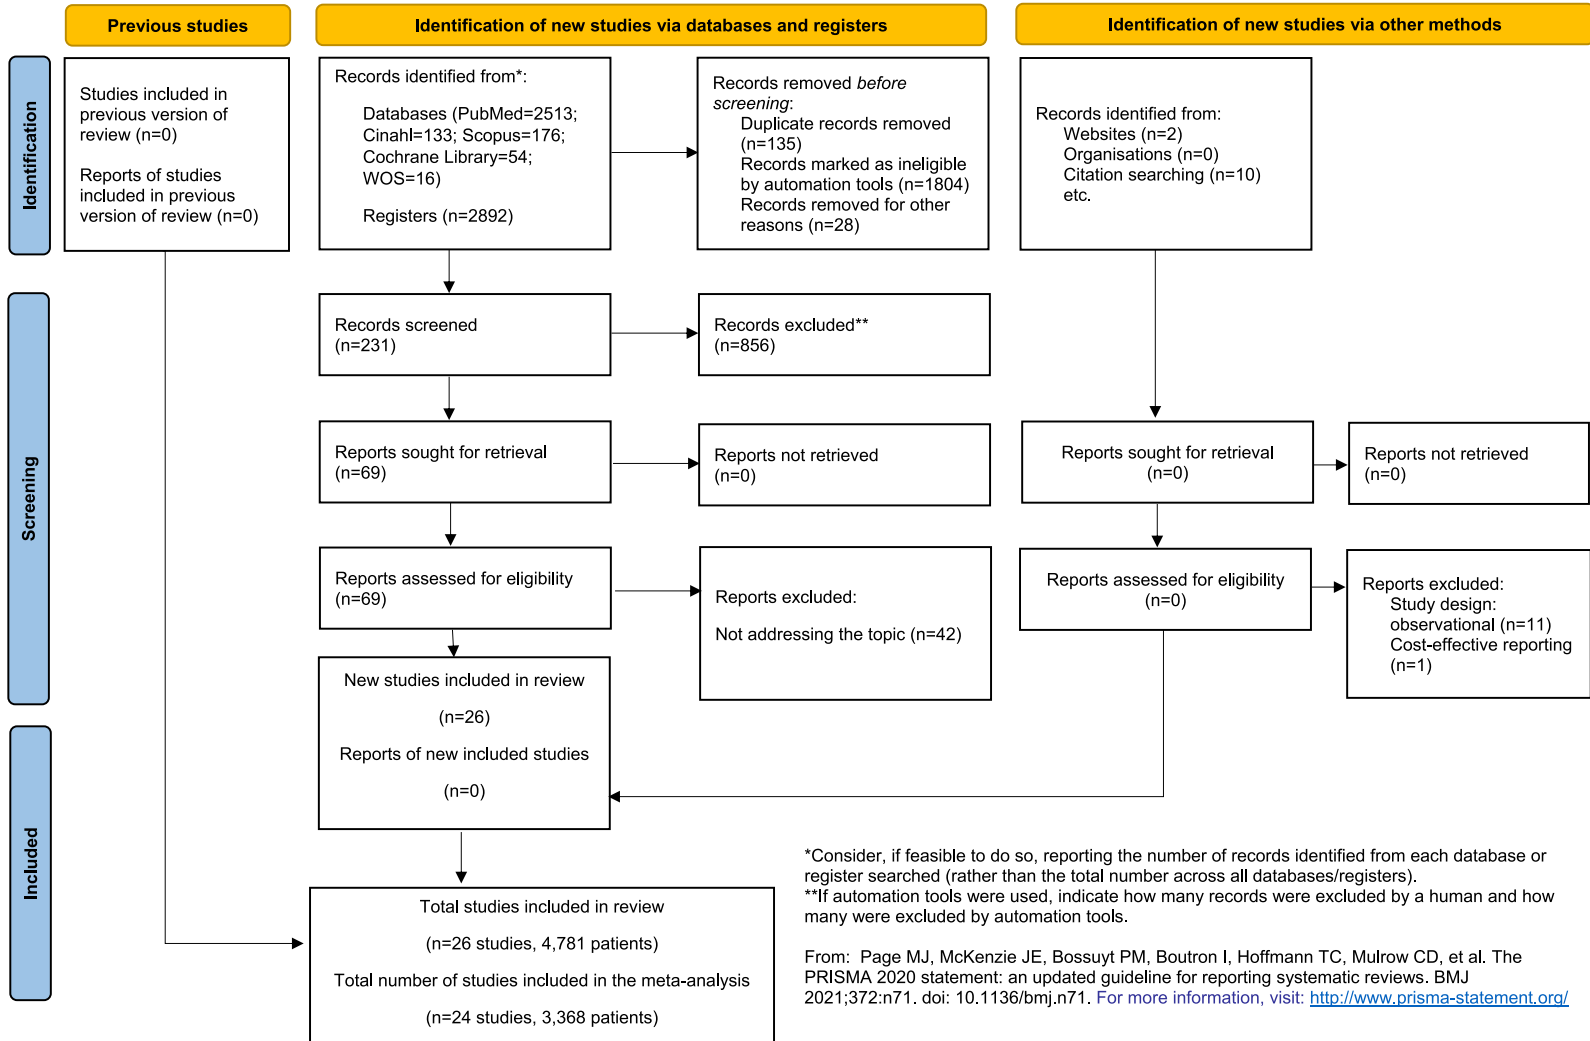 Previous studies
Identification of new studies via databases and registers
Identification of new studies via other methods
Identification
Studies included in
previous version of
review (n=0)
Reports of studies
included in previous
version of review (n=0)
Records identified from*:
Databases (PubMed=2513;
Cinahl=133; Scopus=176;
Cochrane Library=54;
WOS=16)
Registers (n=2892)
Records removed before
screening:
Duplicate records removed
(n=135)
Records marked as ineligible
by automation tools (n=1804)
Records removed for other
reasons (n=28)
Records identified from:
Websites (n=2)
Organisations (n=0)
Citation searching (n=10)
etc.
Screening
Records screened
(n=231)
Records excluded**
(n=856)
Reports sought for retrieval
(n=69)
Reports not retrieved
(n=0)
Reports sought for retrieval
(n=0)
Reports not retrieved
(n=0)
Reports assessed for eligibility
(n=69)
Reports excluded:
Not addressing the topic (n=42)
Reports assessed for eligibility
(n=0)
Reports excluded:
Study design:
observational (n=11)
Cost-effective reporting
(n=1)
Included
New studies included in review
(n=26)
Reports of new included studies
(n=0)
Total studies included in review
(n=26 studies, 4,781 patients)
Total number of studies included in the meta-analysis
(n=24 studies, 3,368 patients)
*Consider, if feasible to do so, reporting the number of records identified from each database or
register searched (rather than the total number across all databases/registers).
**If automation tools were used, indicate how many records were excluded by a human and how
many were excluded by automation tools.
From: Page MJ, McKenzie JE, Bossuyt PM, Boutron I, Hoffmann TC, Mulrow CD, et al. The
PRISMA 2020 statement: an updated guideline for reporting systematic reviews. BMJ
2021;372:n71. doi: 10.1136/bmj.n71. For more information, visit: http://www.prisma-statement.org/